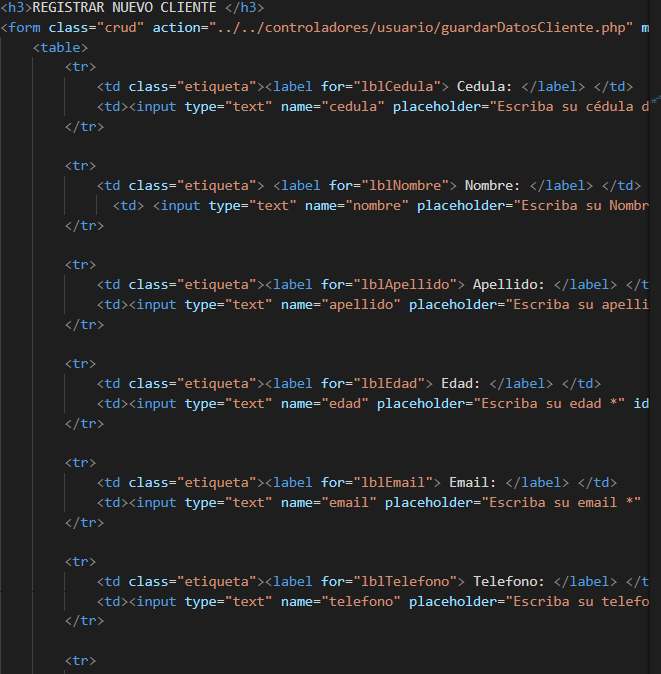 <h3>REGISTRAR NUEVO CLIENTE </h3>
<form class="crud" action="../../controladores/usuario/guardarDatosCliente.php" m
<table>
<tr>
<td class="etiqueta"><label for="lblCedula"> Cedula: </label> </td>
<td><input type="text" name="cedula" placeholder="Escriba su cédula d
</tr>
<tr>
<td class="etiqueta"> <label for="lblNombre"> Nombre: </label> </td>
<td> <input type="text" name="nombre" placeholder="Escriba su Nombr
</tr>
<tr>
<td class="etiqueta"><label for="lblApellido"> Apellido: </label> </t
<td><input type="text" name="apellido" placeholder="Escriba su apelli
</tr>
<tr>
<td class="etiqueta"><label for="lblEdad"> Edad: </label> </td>
<td><input type="text" name="edad" placeholder="Escriba su edad *" id
</tr>
<tr>
<td class="etiqueta"><label for="lblEmail"> Email: </label> </td>
<td><input type="text" name="email" placeholder="Escriba su email *"
</tr>
<tr>
<td class="etiqueta"><label for="lblTelefono"> Telefono: </label> </t
<td><input type="text" name="telefono" placeholder="Escriba su telefo
</tr>
<tr>